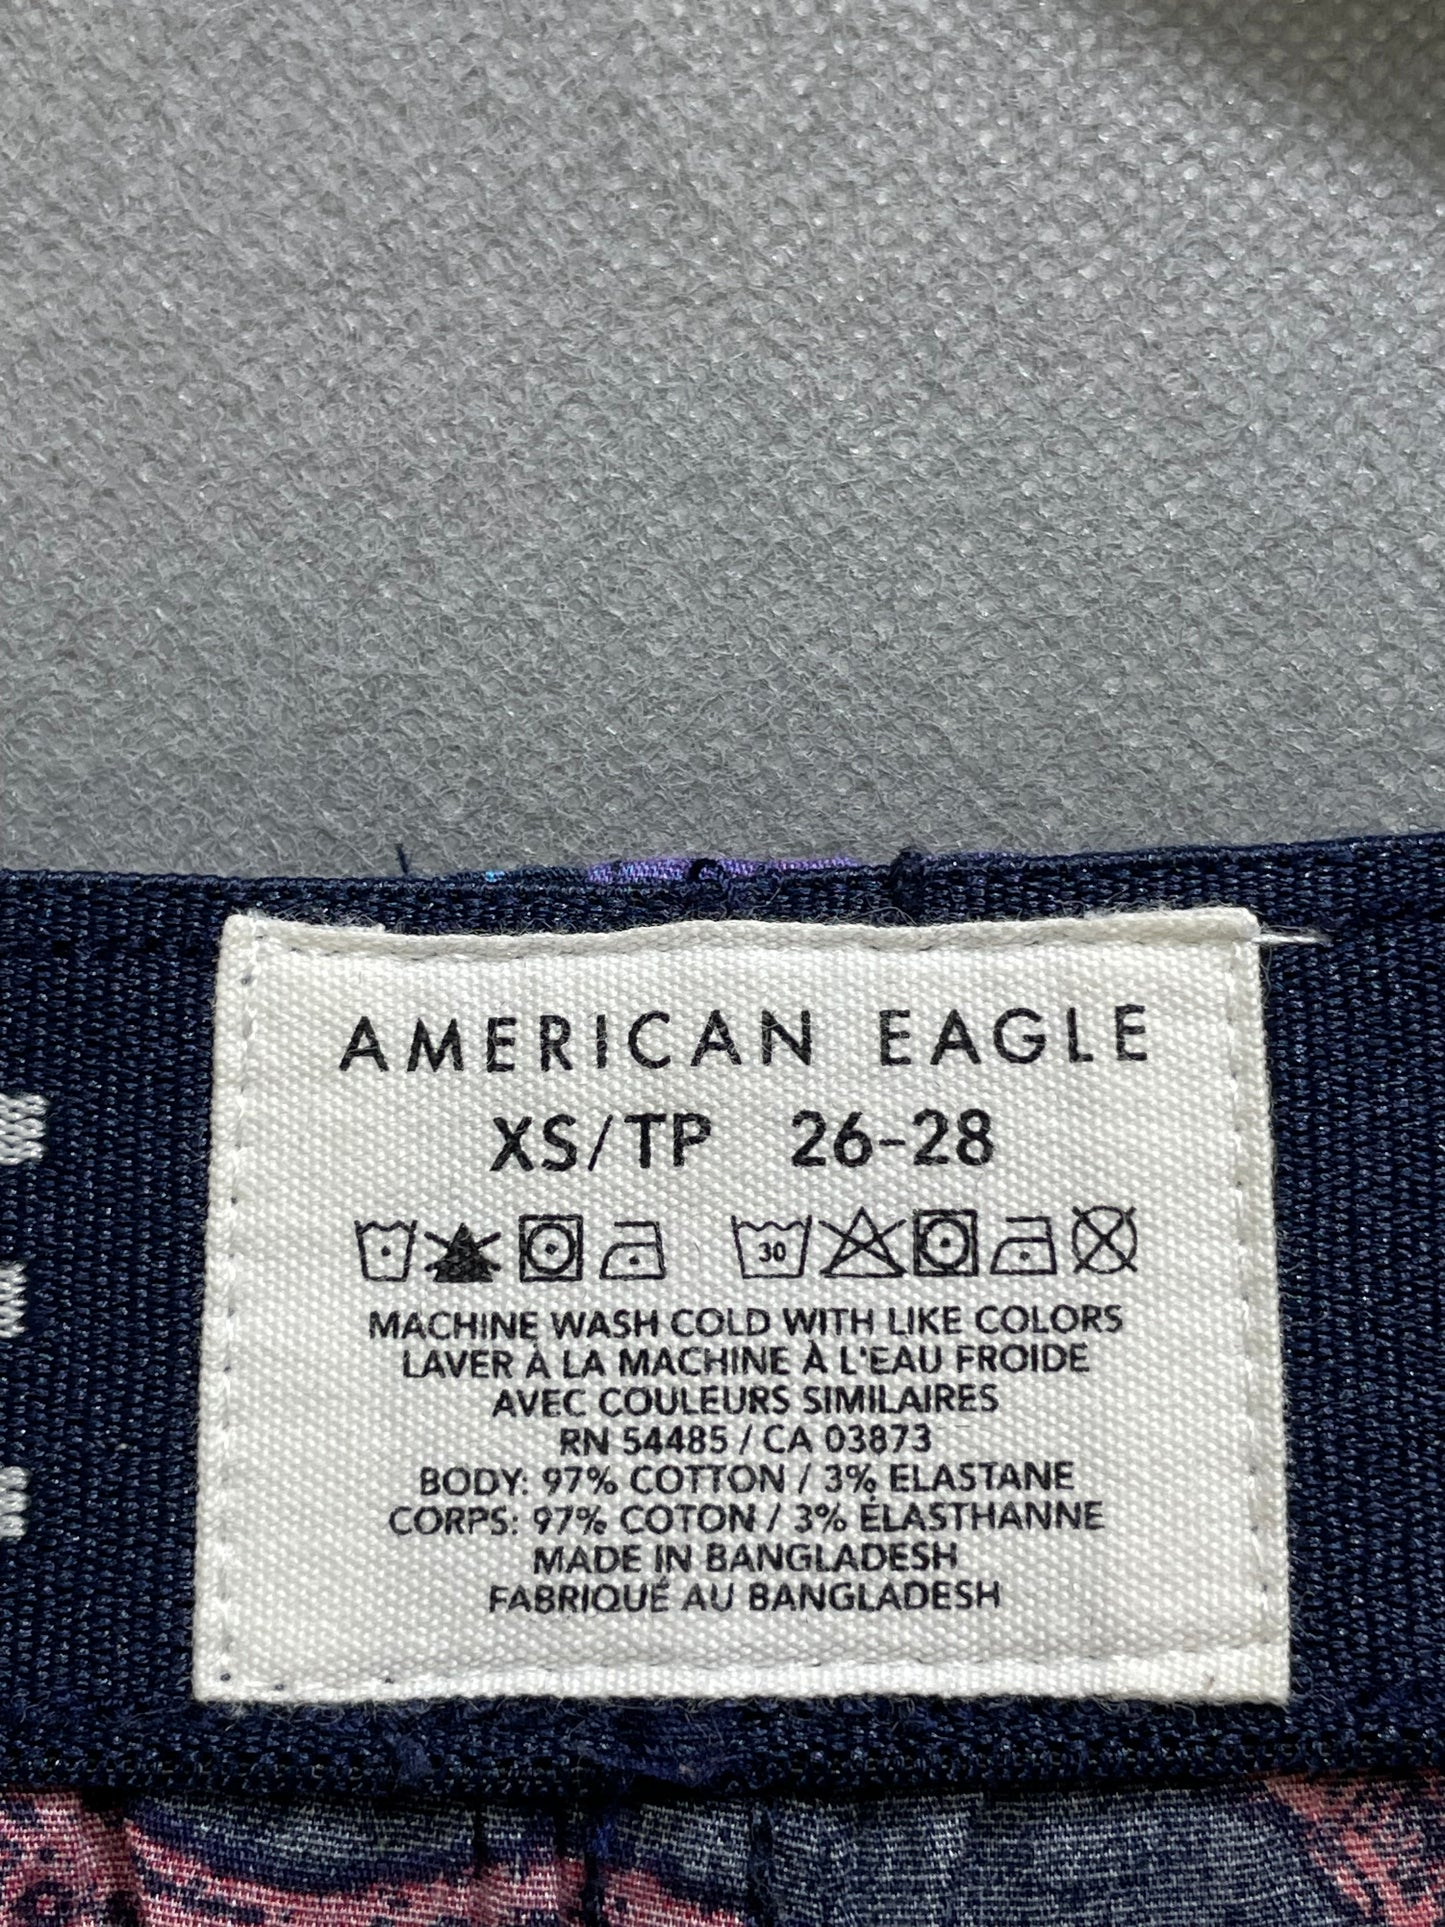 AMERICAN EAGLE
XS/TP 26-28
30
MACHINE WASH COLD WITH LIKE COLORS
LAVER À LA MACHINE À L'EAU FROIDE
AVEC COULEURS SIMILAIRES
RN 54485 / CA 03873
BODY: 97% COTTON / 3% ELASTANE
CORPS: 97% COTON / 3% ÉLASTHANNE
MADE IN BANGLADESH
FABRIQUÉ AU BANGLADESH